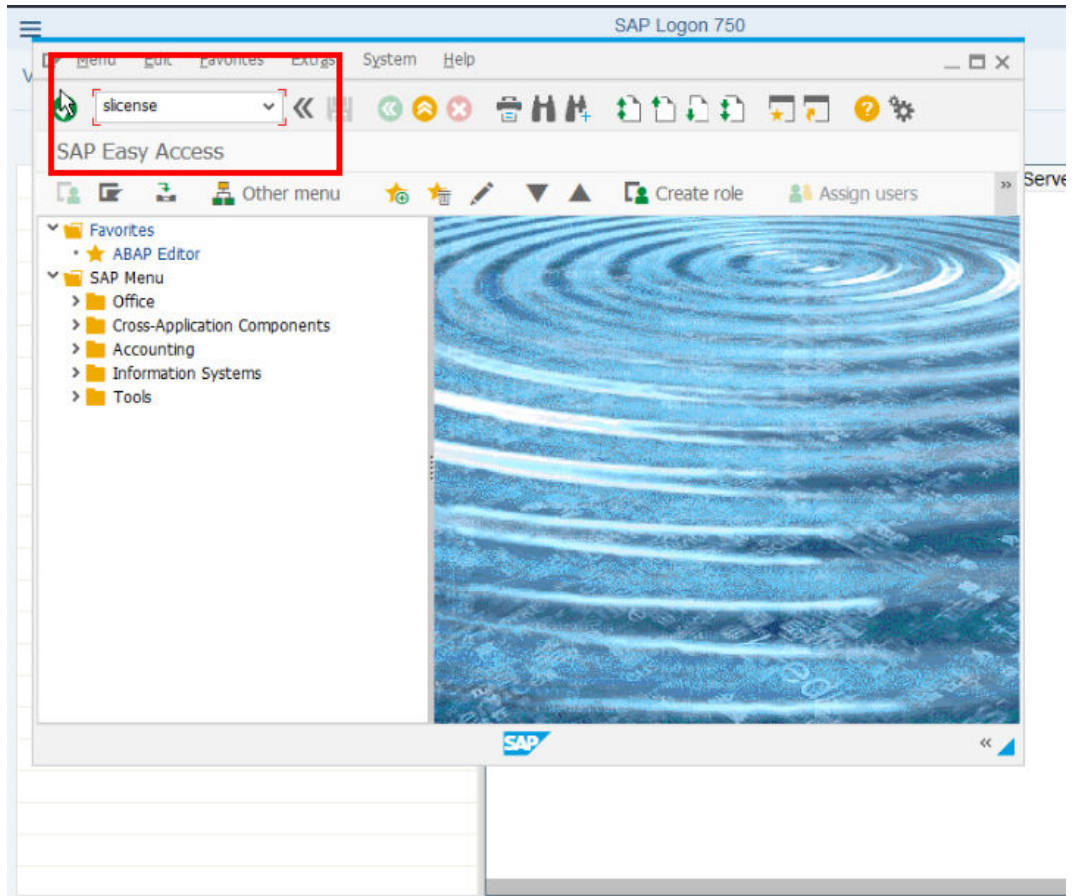 SAP Logon 750
Menu Edit Favorites Extras System Help
slicense
SAP Easy Access
Other menu Create role Assign users
Serve
Favorites
ABAP Editor
SAP Menu
Office
Cross-Application Components
Accounting
Information Systems
Tools
SAP